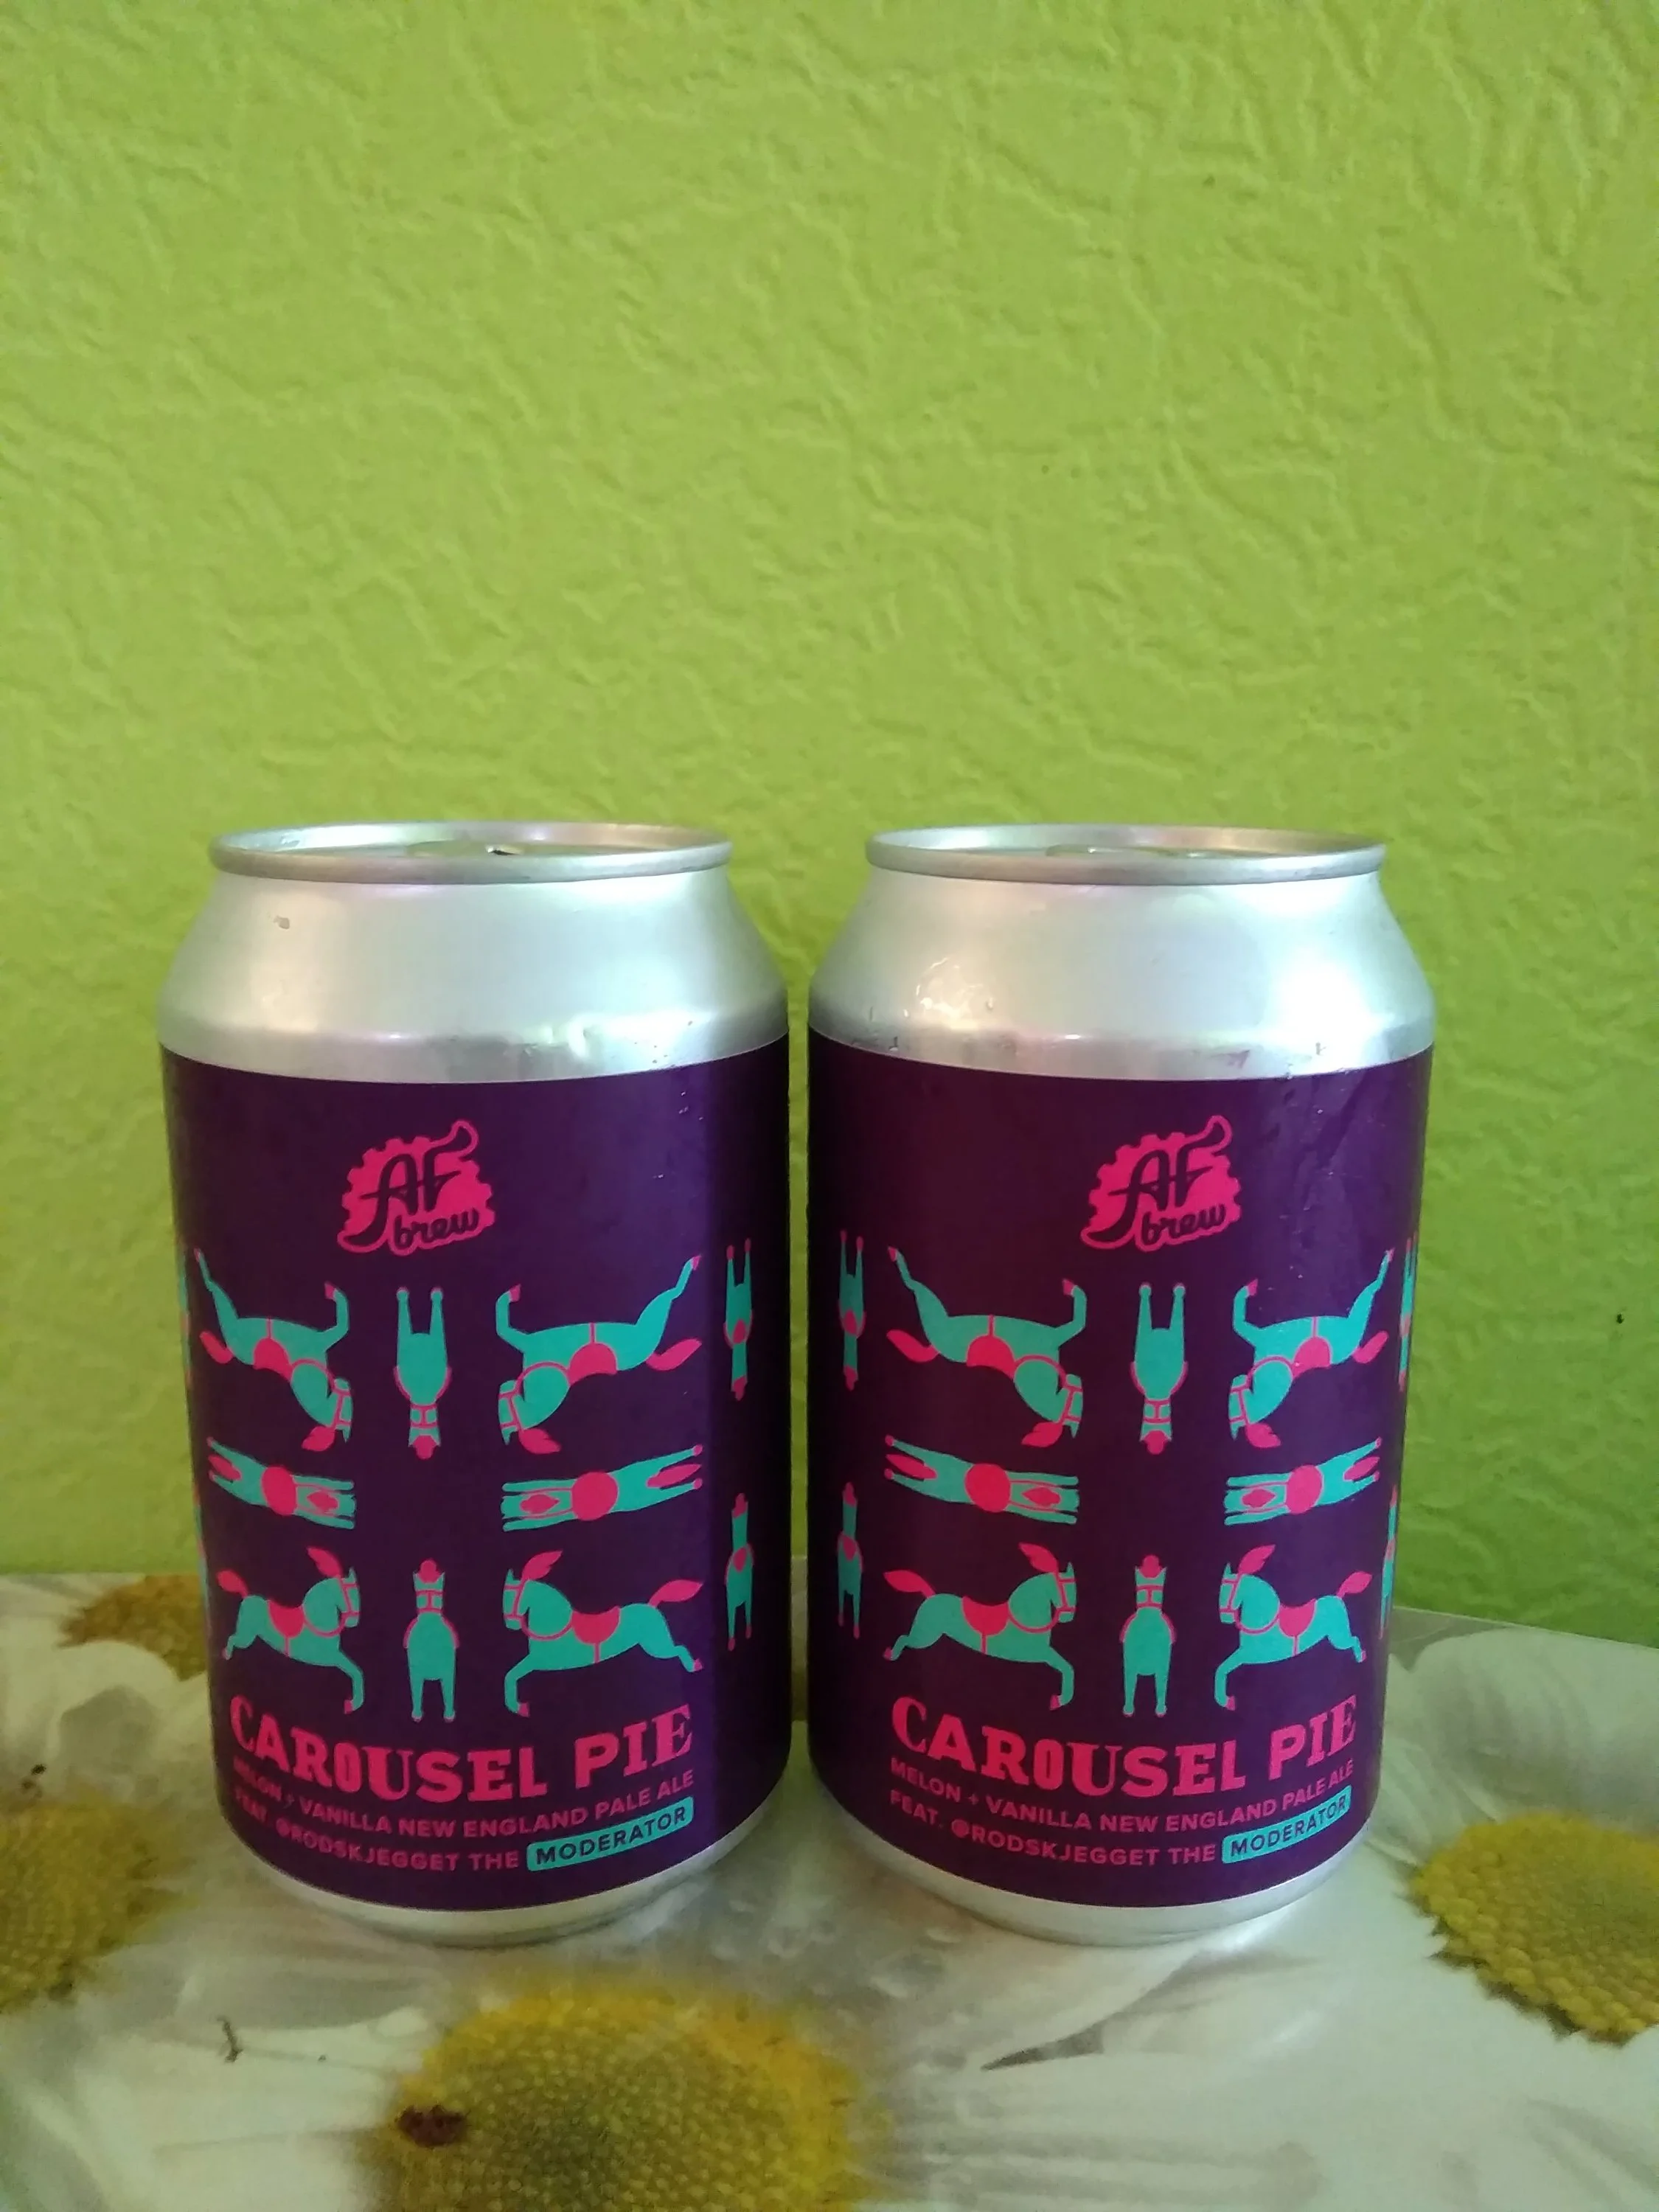 AF
brew
CAROUSEL PIE
MELON + VANILLA NEW ENGLAND PALE ALE
FEAT. @RODSKJEGGET THE MODERATOR
AF
brew
CAROUSEL PIE
MELON + VANILLA NEW ENGLAND PALE ALE
FEAT. @RODSKJEGGET THE MODERATOR